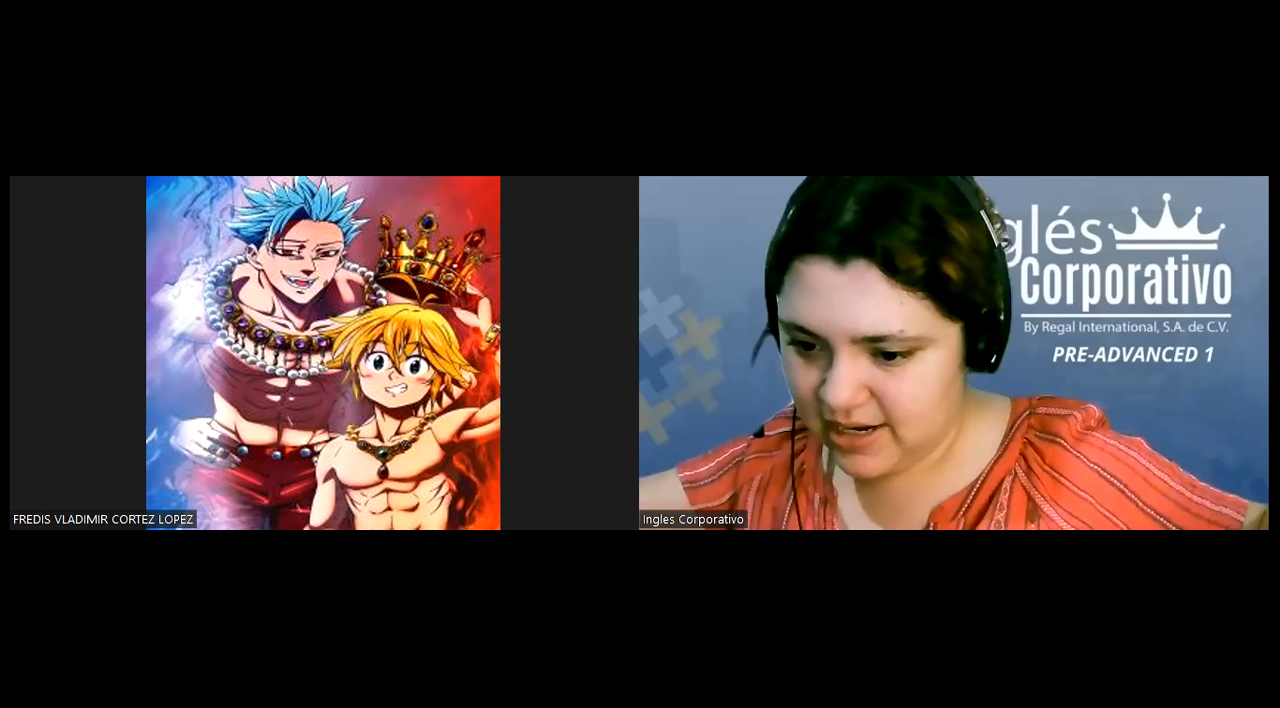 glés
Corporativo
By Regal International, S.A. de C.V.
PRE-ADVANCED 1
FREDIS VLADIMIR CORTEZ LOPEZ
Ingles Corporativo